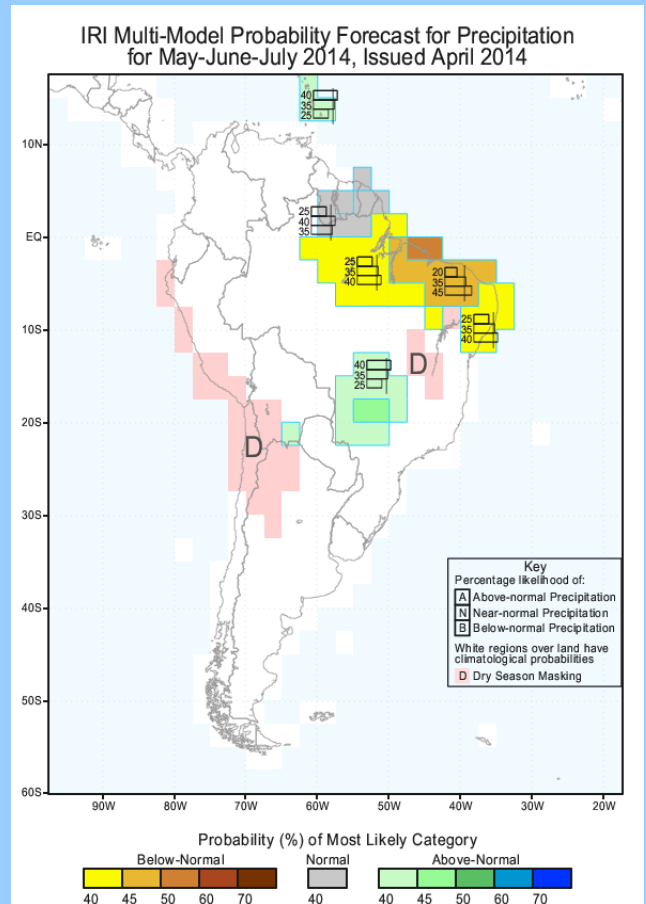 IRI Multi-Model Probability Forecast for Precipitation
for May-June-July 2014, Issued April 2014
40
35
25
10N
25
40
35
EQ
25
35
40
20
35
45
10S
25
35
40
40
35
25
D
20S
D
30S
40S
50S
60S
Key
Percentage likelihood of:
A Above-normal Precipitation
N Near-normal Precipitation
B Below-normal Precipitation
White regions over land have
climatological probabilities
D Dry Season Masking
90W 80W 70W 60W 50W 40W 30W 20W
Probability (%) of Most Likely Category
Below-Normal Normal Above-Normal
40 45 50 60 70 40 40 45 50 60 70